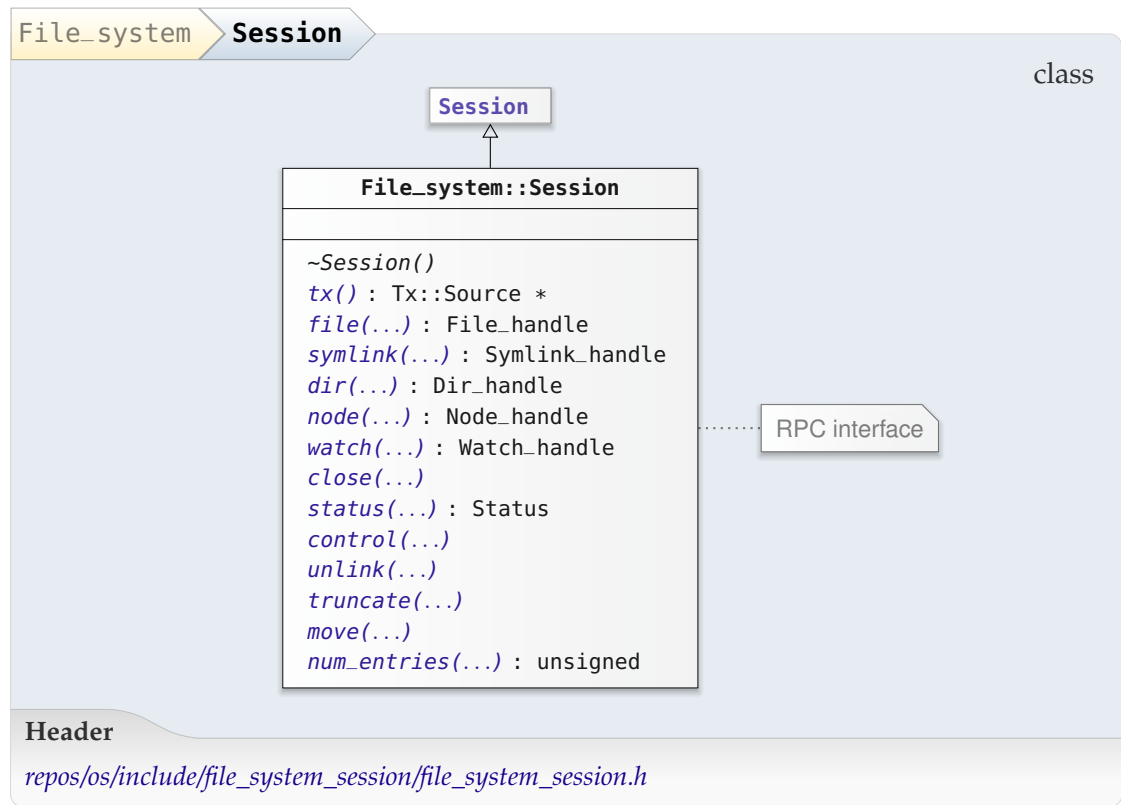 File_system Session
class
Session
File_system::Session
~Session()
tx() : Tx::Source *
file(...) : File_handle
symlink(...) : Symlink_handle
dir(...) : Dir_handle
node(...) : Node_handle
RPC interface
watch(...) : Watch_handle
close(...)
status(...) : Status
control(...)
unlink(...)
truncate(...)
move(...)
num_entries(...) : unsigned
Header
repos/os/include/file_system_session/file_system_session.h